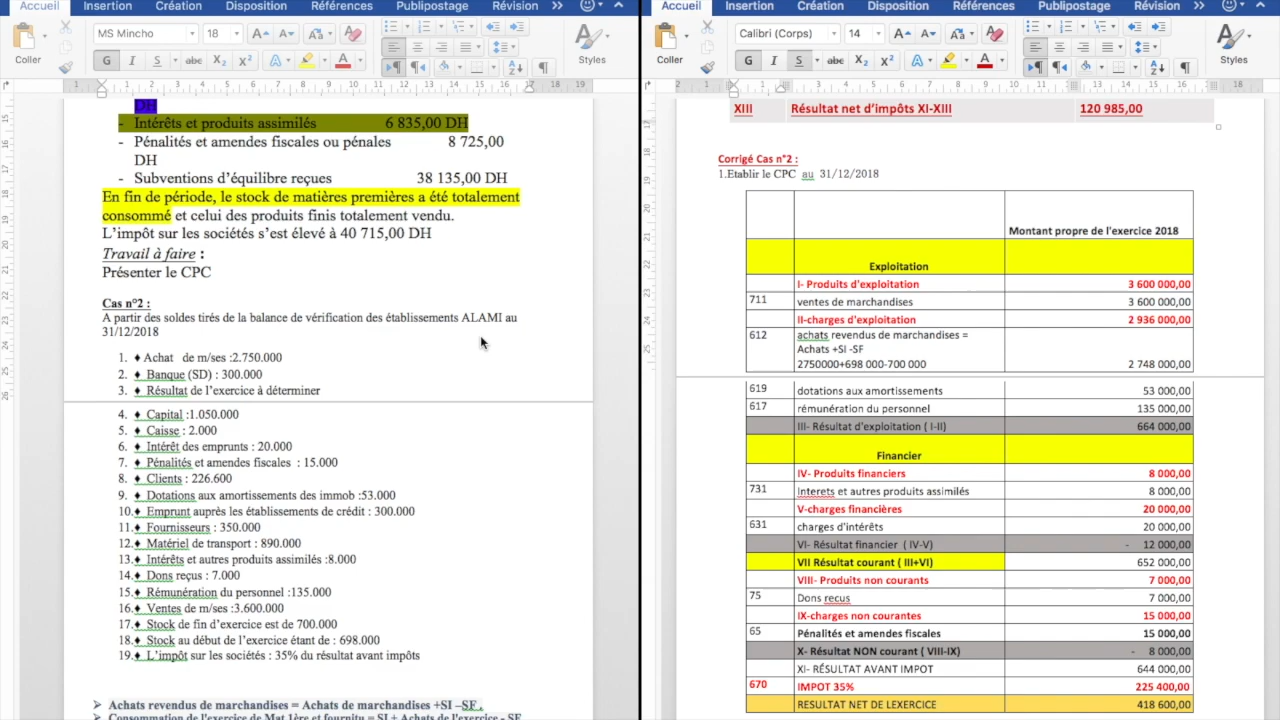 Accueil Insertion Création Disposition Références Publipostage Révision »
MS Mincho 18
Coller
G I S abc X₂ X² A A
Styles
DH
- Intérêts et produits assimilés 6 835,00 DH
- Pénalités et amendes fiscales ou pénales 8 725,00
DH
- Subventions d'équilibre reçues 38 135,00 DH
En fin de période, le stock de matières premières a été totalement
consommé et celui des produits finis totalement vendu.
L'impôt sur les sociétés s'est élevé à 40 715,00 DH
Travail à faire :
Présenter le CPC
Cas n°2 :
A partir des soldes tirés de la balance de vérification des établissements ALAMI au
31/12/2018
1. ♦ Achat de m/ses :2.750.000
2. ♦ Banque (SD) : 300.000
3. ♦ Résultat de l'exercice à déterminer
4. ♦ Capital :1.050.000
5. ♦ Caisse : 2.000
6. ♦ Intérêt des emprunts : 20.000
7. ♦ Pénalités et amendes fiscales : 15.000
8. ♦ Clients : 226.600
9. ♦ Dotations aux amortissements des immob :53.000
10.♦ Emprunt auprès les établissements de crédit : 300.000
11.♦ Fournisseurs : 350.000
12.♦ Matériel de transport : 890.000
13.♦ Intérêts et autres produits assimilés :8.000
14.♦ Dons reçus : 7.000
15.♦ Rémunération du personnel :135.000
16.♦ Ventes de m/ses :3.600.000
17.♦ Stock de fin d'exercice est de 700.000
18.♦ Stock au début de l'exercice étant de : 698.000
19.♦ L'impôt sur les sociétés : 35% du résultat avant impôts
➢ Achats revendus de marchandises = Achats de marchandises +SI –SF .
➢ Consommation de l'exercice de Mat 1ère et fournitu = SI + Achats de l'exercice - SF
Accueil Insertion Création Disposition Références Publipostage Révision »
Calibri (Corps) 14
Coller
G I S abc X₂ X² A A
Styles
XIII Résultat net d'impôts XI-XIII 120 985,00
Corrigé Cas n°2 :
1.Etablir le CPC au 31/12/2018
Montant propre de l'exercice 2018
Exploitation
I- Produits d'exploitation 3 600 000,00
711 ventes de marchandises 3 600 000,00
II-charges d'exploitation 2 936 000,00
612 achats revendus de marchandises =
Achats +SI -SF
2750000+698 000-700 000 2 748 000,00
619 dotations aux amortissements 53 000,00
617 rémunération du personnel 135 000,00
III- Résultat d'exploitation ( I-II) 664 000,00
Financier
IV- Produits financiers 8 000,00
731 Interets et autres produits assimilés 8 000,00
V-charges financières 20 000,00
631 charges d'intérêts 20 000,00
VI- Résultat financier ( IV-V) - 12 000,00
VII Résultat courant ( III+VI) 652 000,00
VIII- Produits non courants 7 000,00
75 Dons recus 7 000,00
IX-charges non courantes 15 000,00
65 Pénalités et amendes fiscales 15 000,00
X- Résultat NON courant ( VIII-IX) - 8 000,00
XI- RÉSULTAT AVANT IMPOT 644 000,00
670 IMPOT 35% 225 400,00
RESULTAT NET DE LEXERCICE 418 600,00